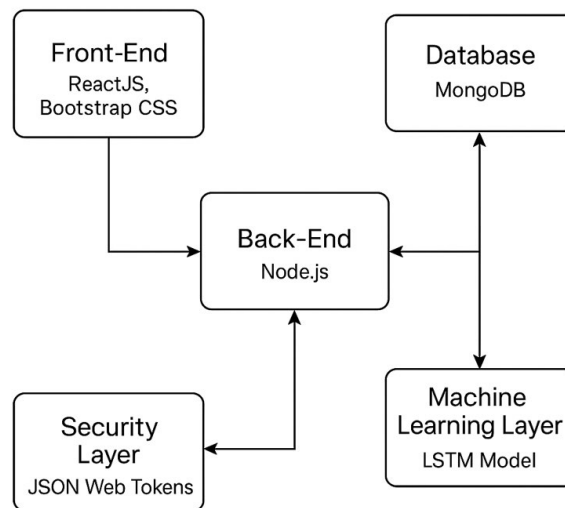 Front-End
ReactJS,
Bootstrap CSS
Database
MongoDB
Back-End
Node.js
Security
Layer
JSON Web Tokens
Machine
Learning Layer
LSTM Model